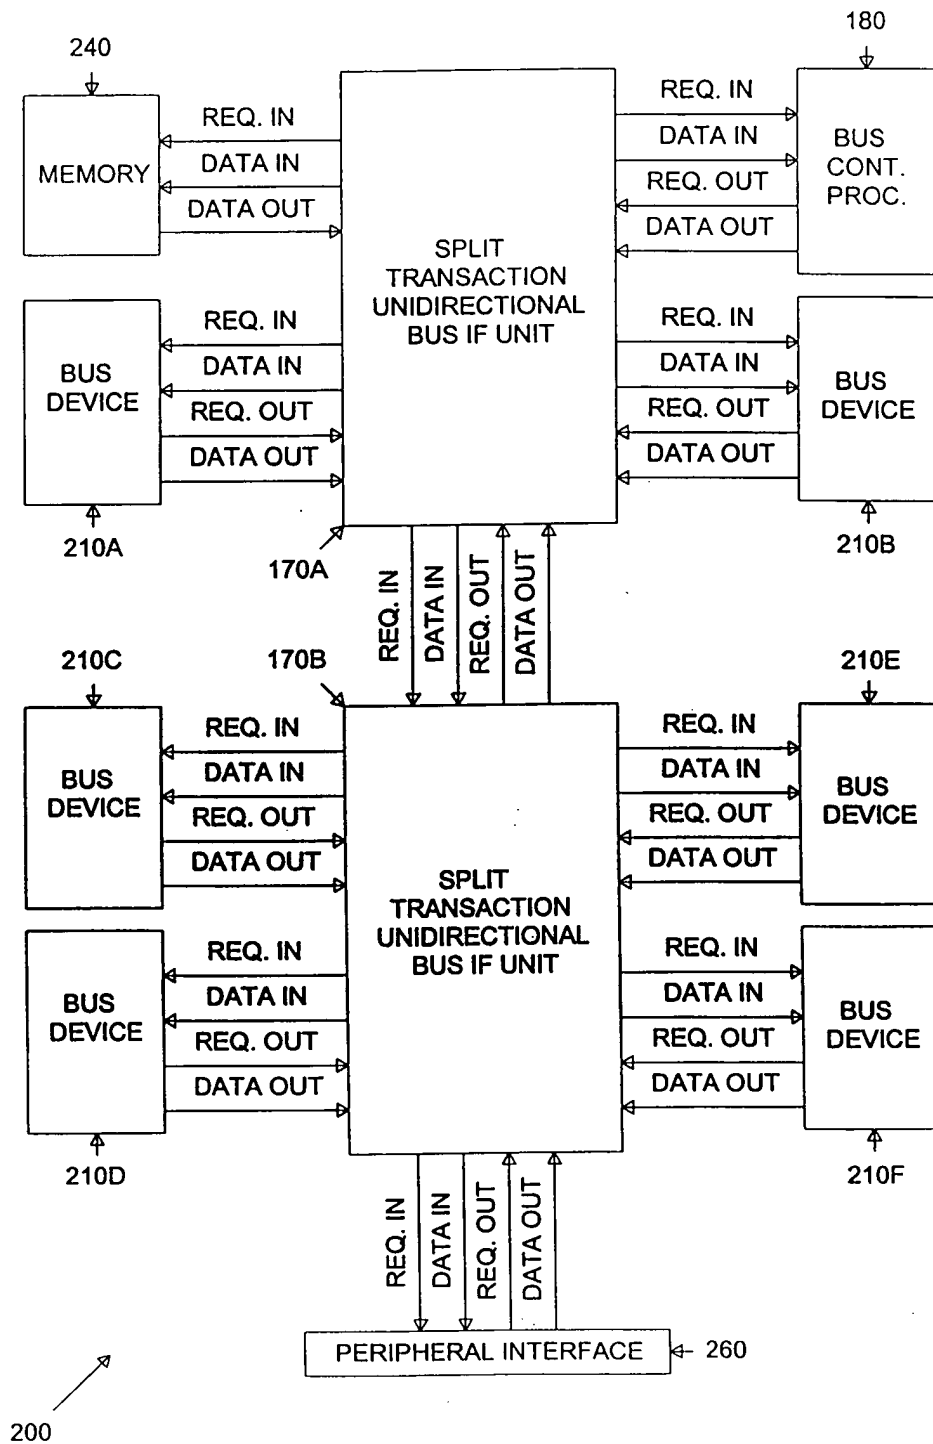 240
180
MEMORY
REQ. IN
DATA IN
DATA OUT
SPLIT
TRANSACTION
UNIDIRECTIONAL
BUS IF UNIT
REQ. IN
DATA IN
REQ. OUT
DATA OUT
BUS
CONT.
PROC.
BUS
DEVICE
REQ. IN
DATA IN
REQ. OUT
DATA OUT
REQ. IN
DATA IN
REQ. OUT
DATA OUT
BUS
DEVICE
210A
170A
210B
REQ. IN
DATA IN
REQ. OUT
DATA OUT
210C
170B
210E
BUS
DEVICE
REQ. IN
DATA IN
REQ. OUT
DATA OUT
SPLIT
TRANSACTION
UNIDIRECTIONAL
BUS IF UNIT
REQ. IN
DATA IN
REQ. OUT
DATA OUT
BUS
DEVICE
BUS
DEVICE
REQ. IN
DATA IN
REQ. OUT
DATA OUT
REQ. IN
DATA IN
REQ. OUT
DATA OUT
BUS
DEVICE
210D
210F
REQ. IN
DATA IN
REQ. OUT
DATA OUT
PERIPHERAL INTERFACE
260
200